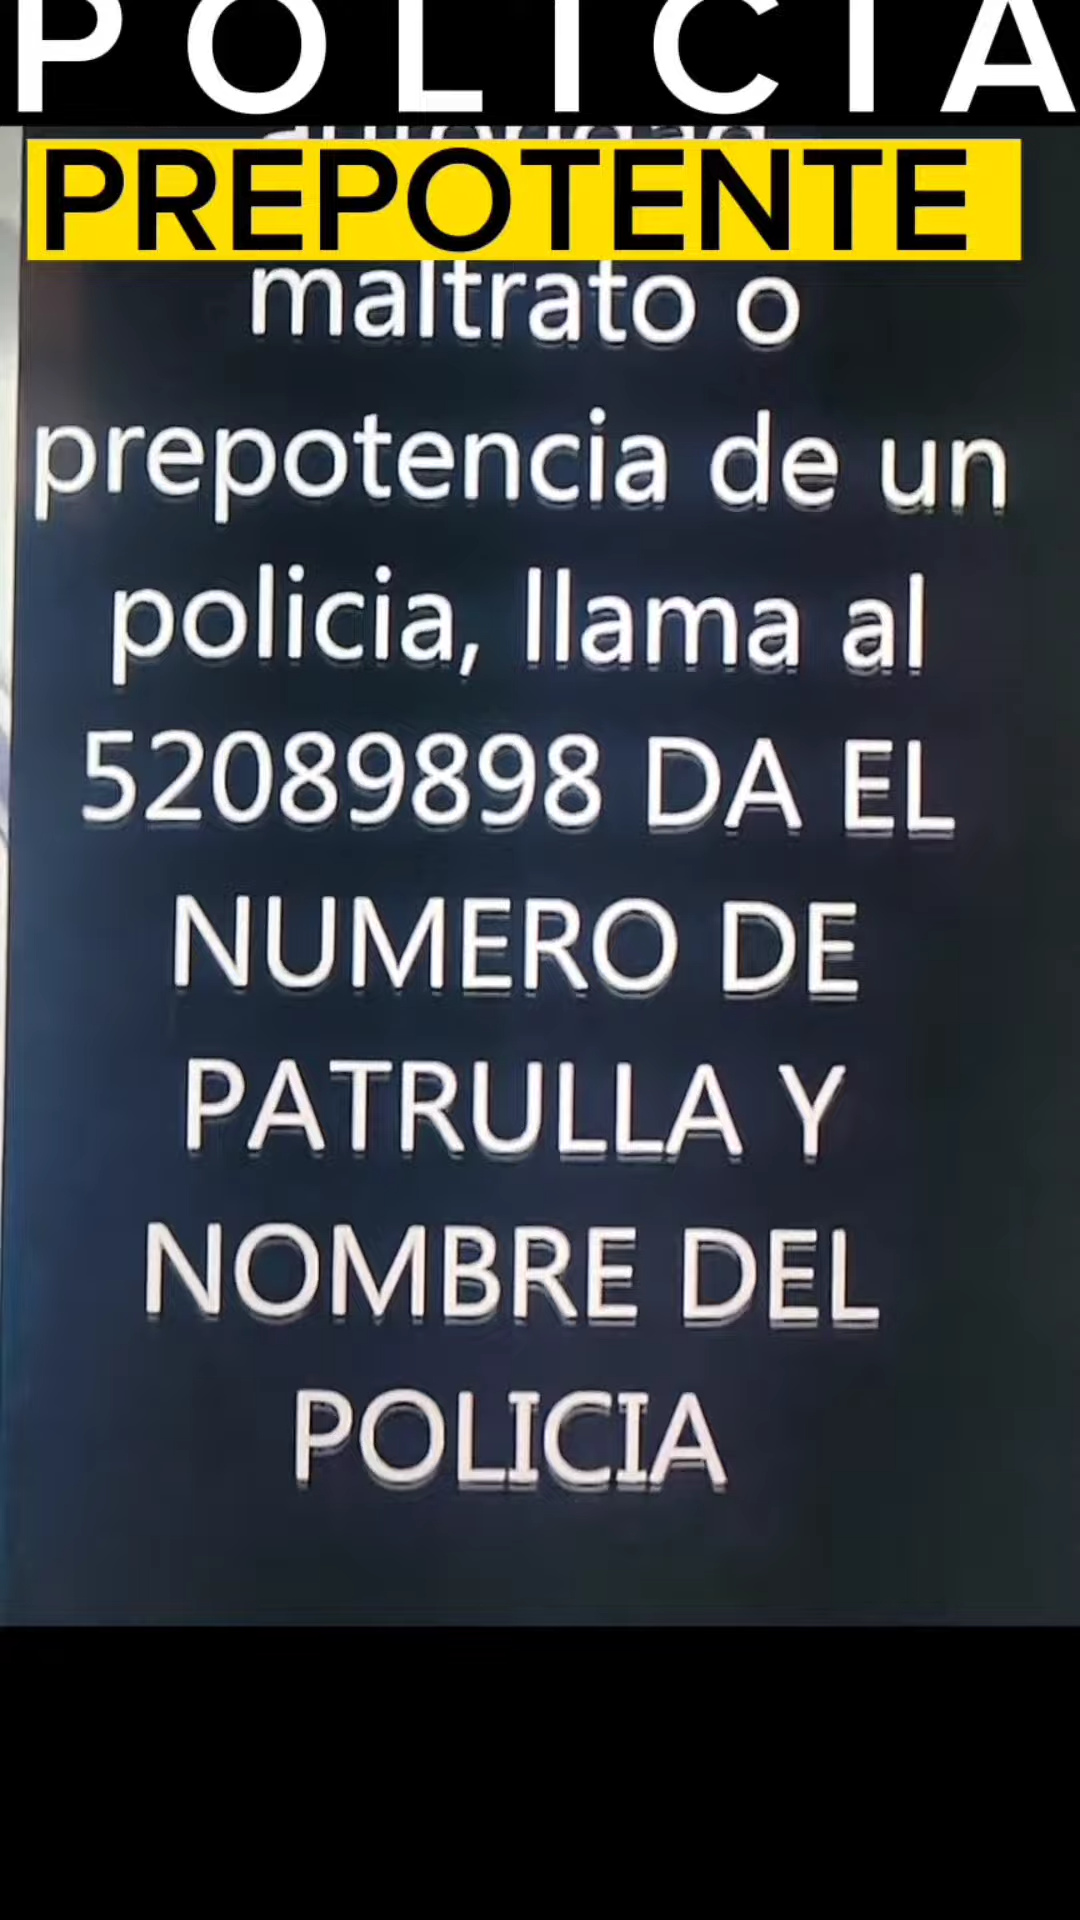 POLICIA
PREPOTENTE
maltrato o
prepotencia de un
policia, llama al
52089898 DA EL
NUMERO DE
PATRULLA Y
NOMBRE DEL
POLICIA